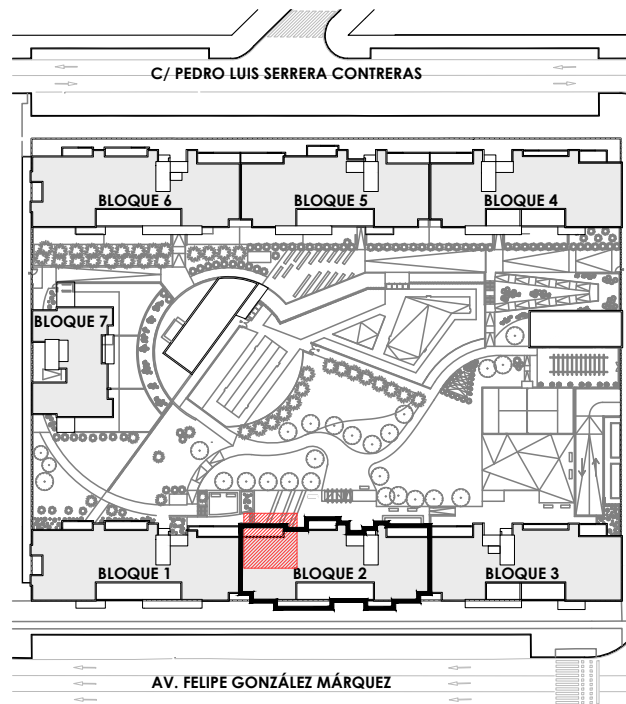 C/ PEDRO LUIS SERRERA CONTRERAS
BLOQUE 6
BLOQUE 5
BLOQUE 4
BLOQUE 7
BLOQUE 1
BLOQUE 2
BLOQUE 3
AV. FELIPE GONZÁLEZ MÁRQUEZ